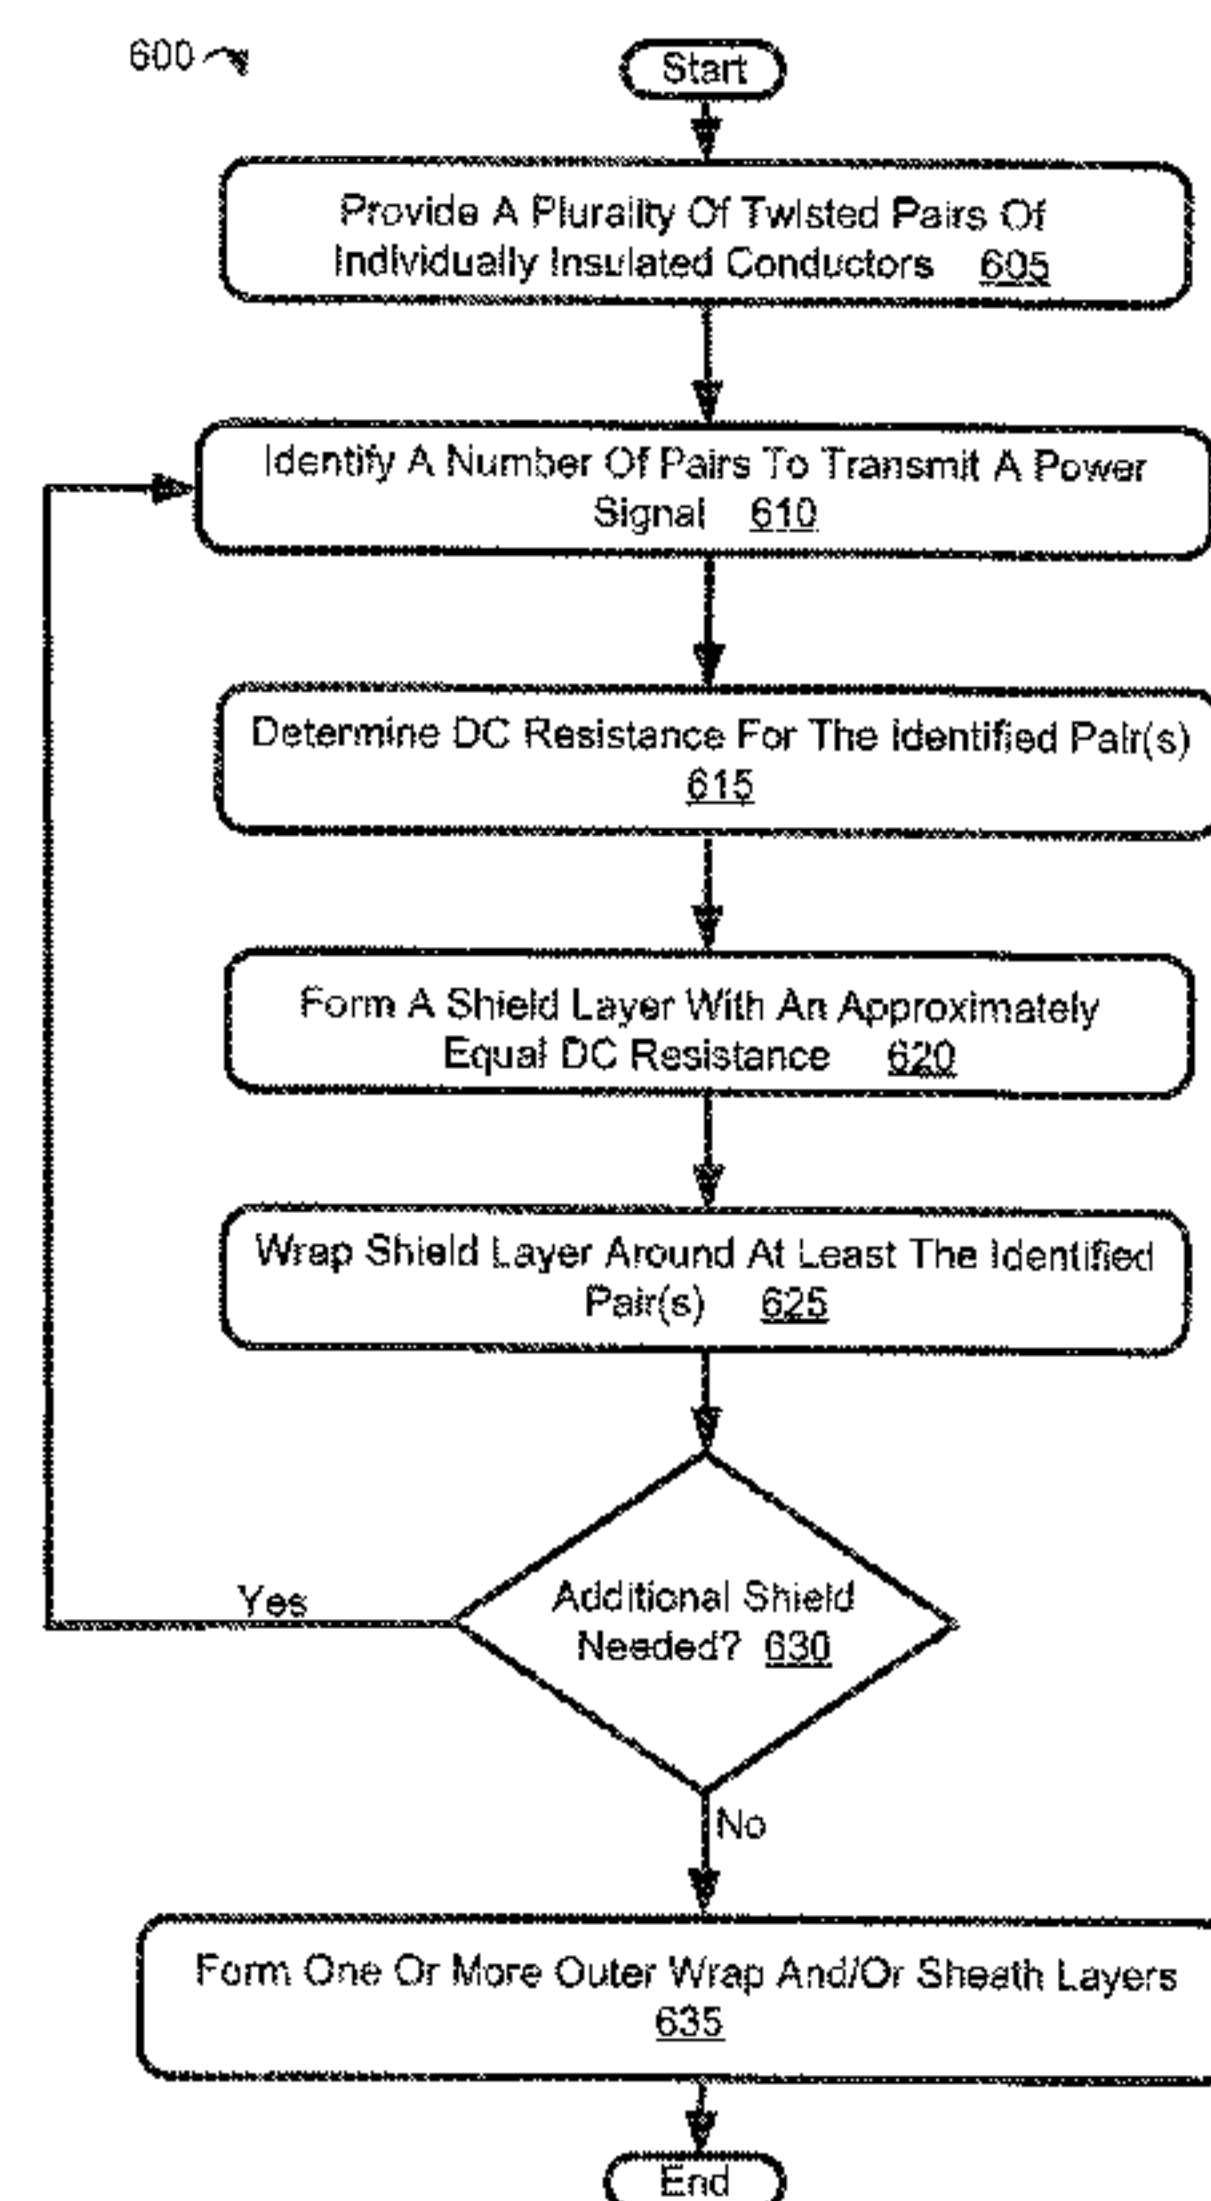 600
Start
Provide A Plurality Of Twisted Pairs Of
Individually Insulated Conductors 605
Identify A Number Of Pairs To Transmit A Power
Signal 610
Determine DC Resistance For The Identified Pair(s)
615
Form A Shield Layer With An Approximately
Equal DC Resistance 620
Wrap Shield Layer Around At Least The Identified
Pair(s) 625
Additional Shield
Needed? 630
Yes
No
Form One Or More Outer Wrap And/Or Sheath Layers
635
End